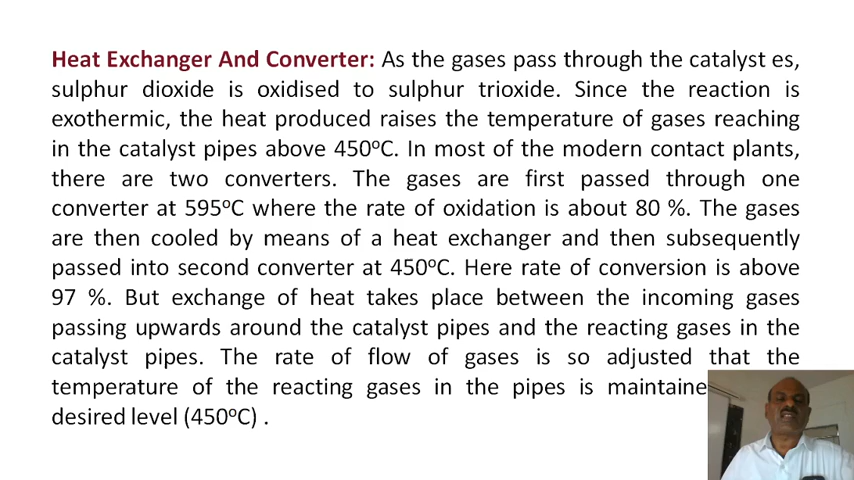 Heat Exchanger And Converter: As the gases pass through the catalyst es,
sulphur dioxide is oxidised to sulphur trioxide. Since the reaction is
exothermic, the heat produced raises the temperature of gases reaching
in the catalyst pipes above 450⁰C. In most of the modern contact plants,
there are two converters. The gases are first passed through one
converter at 595⁰C where the rate of oxidation is about 80 %. The gases
are then cooled by means of a heat exchanger and then subsequently
passed into second converter at 450⁰C. Here rate of conversion is above
97 %. But exchange of heat takes place between the incoming gases
passing upwards around the catalyst pipes and the reacting gases in the
catalyst pipes. The rate of flow of gases is so adjusted that the
temperature of the reacting gases in the pipes is
desired level (450⁰C) .